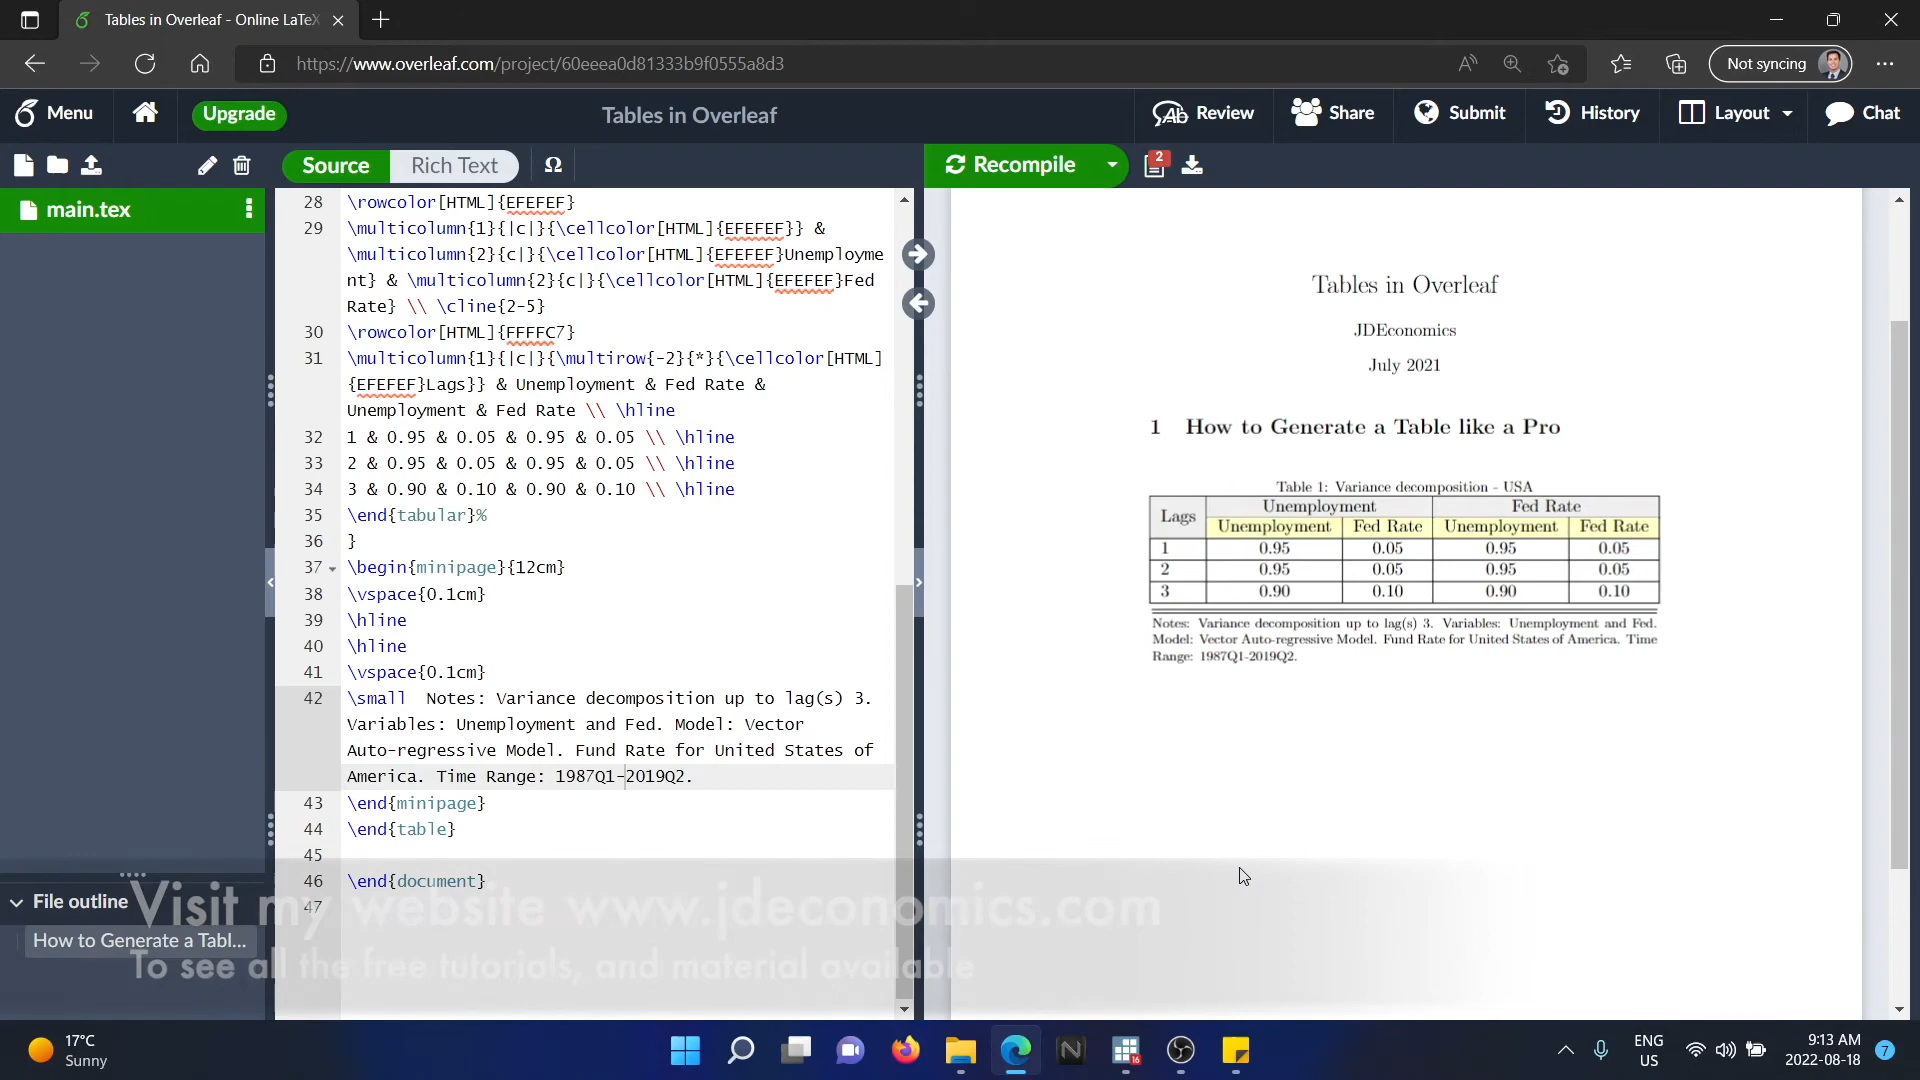 Tables in Overleaf - Online LaTeX
https://www.overleaf.com/project/60eeea0d81333b9f0555a8d3
Not syncing
Menu
Upgrade
Tables in Overleaf
Review
Share
Submit
History
Layout
Chat
Source
Rich Text
Ω
Recompile
2
main.tex
28 \rowcolor[HTML]{EFEFEF}
29 \multicolumn{1}{|c|}{\cellcolor[HTML]{EFEFEF}} &
\multicolumn{2}{c|}{\cellcolor[HTML]{EFEFEF}Unemployme
nt} & \multicolumn{2}{c|}{\cellcolor[HTML]{EFEFEF}Fed
Rate} \\ \cline{2-5}
30 \rowcolor[HTML]{FFFFC7}
31 \multicolumn{1}{|c|}{\multirow{-2}{*}{\cellcolor[HTML]
{EFEFEF}Lags}} & Unemployment & Fed Rate &
Unemployment & Fed Rate \\ \hline
32 1 & 0.95 & 0.05 & 0.95 & 0.05 \\ \hline
33 2 & 0.95 & 0.05 & 0.95 & 0.05 \\ \hline
34 3 & 0.90 & 0.10 & 0.90 & 0.10 \\ \hline
35 \end{tabular}%
36 }
37 \begin{minipage}{12cm}
38 \vspace{0.1cm}
39 \hline
40 \hline
41 \vspace{0.1cm}
42 \small  Notes: Variance decomposition up to lag(s) 3.
Variables: Unemployment and Fed. Model: Vector
Auto-regressive Model. Fund Rate for United States of
America. Time Range: 1987Q1-2019Q2.
43 \end{minipage}
44 \end{table}
45
46 \end{document}
47
Tables in Overleaf
JDEconomics
July 2021
1 How to Generate a Table like a Pro
Table 1: Variance decomposition - USA
Lags Unemployment Fed Rate
Unemployment Fed Rate Unemployment Fed Rate
1 0.95 0.05 0.95 0.05
2 0.95 0.05 0.95 0.05
3 0.90 0.10 0.90 0.10
Notes: Variance decomposition up to lag(s) 3. Variables: Unemployment and Fed.
Model: Vector Auto-regressive Model. Fund Rate for United States of America. Time
Range: 1987Q1-2019Q2.
File outline
How to Generate a Tabl...
Visit my website www.jdeconomics.com
To see all the free tutorials, and material available
17°C
Sunny
16
ENG
US
9:13 AM
2022-08-18
7